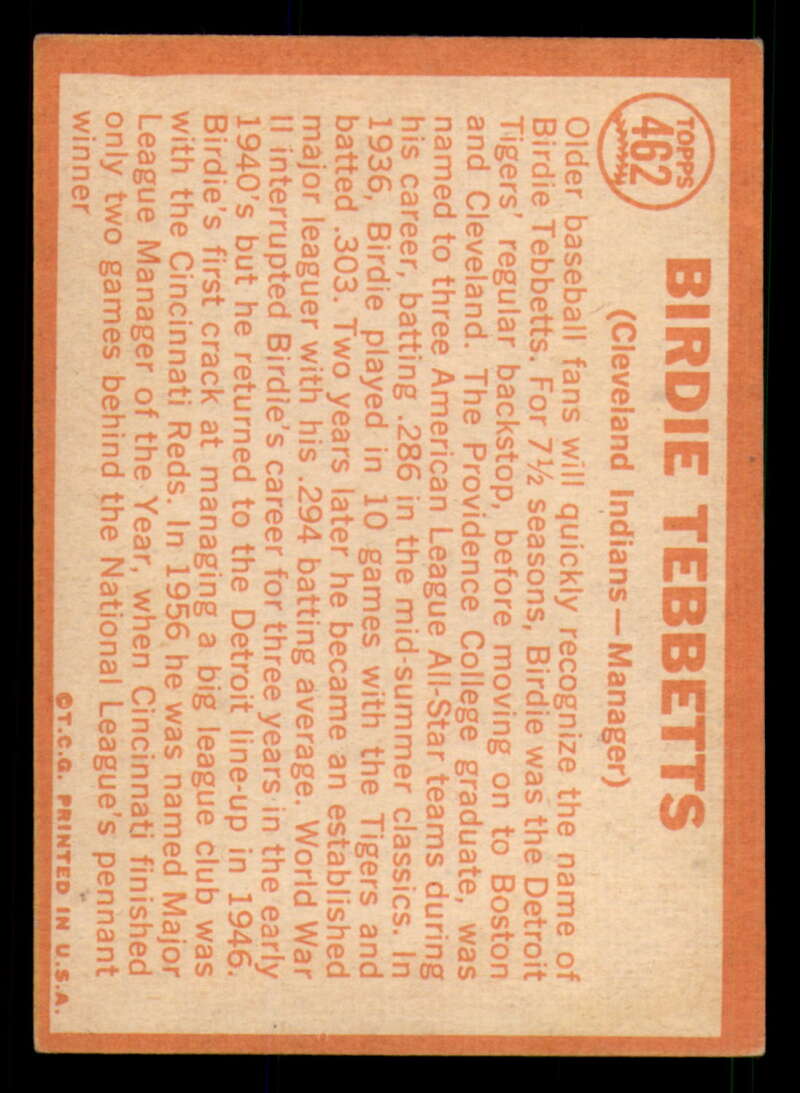 TOPPS
462
BIRDIE TEBBETTS
(Cleveland Indians—Manager)
Older baseball fans will quickly recognize the name of
Birdie Tebbetts. For 7½ seasons, Birdie was the Detroit
Tigers' regular backstop, before moving on to Boston
and Cleveland. The Providence College graduate, was
named to three American League All-Star teams during
his career, batting .286 in the mid-summer classics. In
1936, Birdie played in 10 games with the Tigers and
batted .303. Two years later he became an established
major leaguer with his .294 batting average. World War
II interrupted Birdie's career for three years in the early
1940's but he returned to the Detroit line-up in 1946.
Birdie's first crack at managing a big league club was
with the Cincinnati Reds. In 1956 he was named Major
League Manager of the Year, when Cincinnati finished
only two games behind the National League's pennant
winner
©T.C.G. PRINTED IN U.S.A.